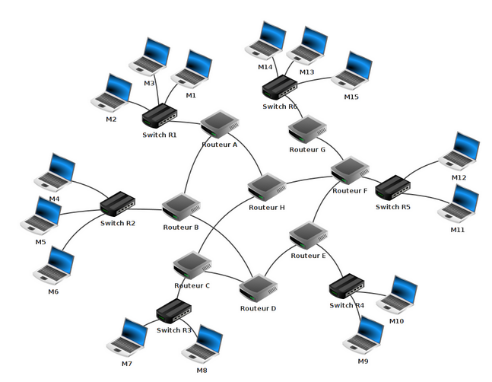 M14
M13
M3
M1
M15
M2
Switch R6
Switch R1
Routeur A
Routeur G
M12
M4
Routeur H
Routeur F
Switch R5
M5
Switch R2
Routeur B
M11
Routeur E
M6
Routeur C
Routeur D
Switch R4
M10
Switch R3
M7
M8
M9